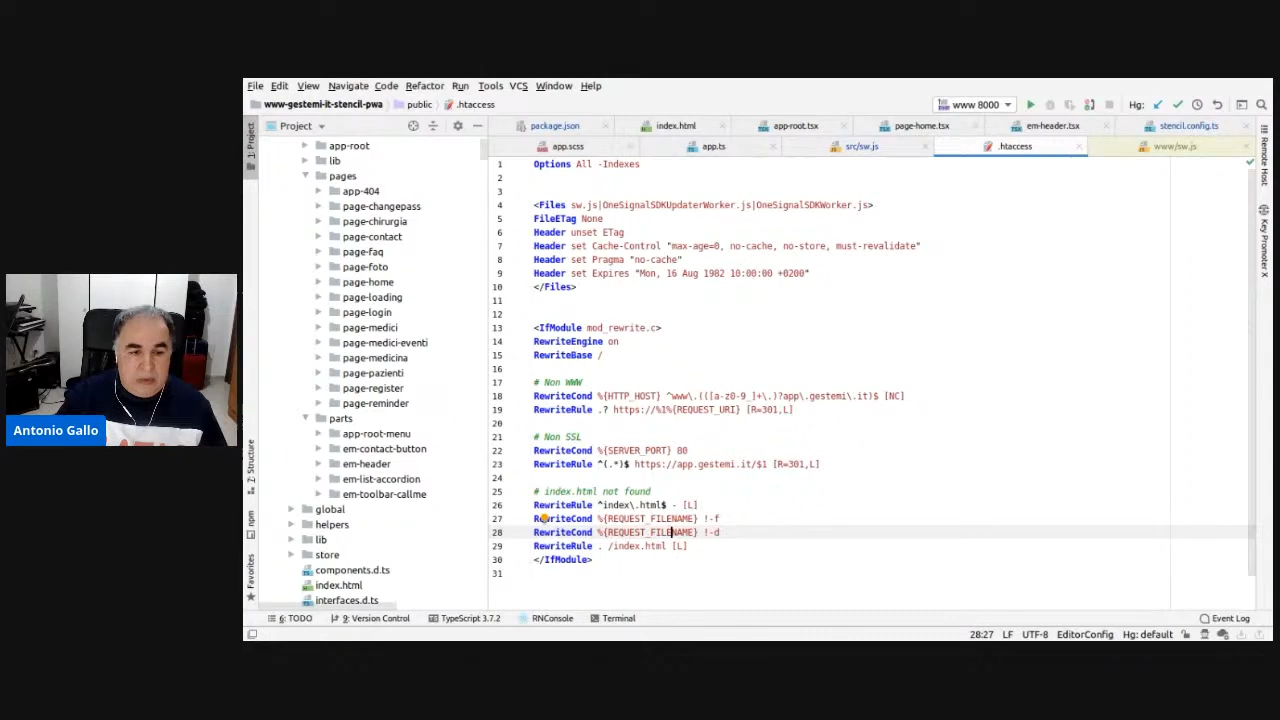 File Edit View Navigate Code Refactor Run Tools VCS Window Help
www-gestemi-it-stencil-pwa public .htaccess www 8000 Hg:
1: Project
Project
package.json index.html app-root.tsx page-home.tsx em-header.tsx stencil.config.ts
app.scss app.ts src/sw.js .htaccess www/sw.js
app-root
lib
pages
app-404
page-changepass
page-chirurgia
page-contact
page-faq
page-foto
page-home
page-loading
page-login
page-medici
page-medici-eventi
page-medicina
page-pazienti
page-register
page-reminder
parts
app-root-menu
em-contact-button
em-header
em-list-accordion
em-toolbar-callme
global
helpers
lib
store
components.d.ts
index.html
interfaces.d.ts
1 Options All -Indexes
2
3
4 <Files sw.js|OneSignalSDKUpdaterWorker.js|OneSignalSDKWorker.js>
5 FileETag None
6 Header unset ETag
7 Header set Cache-Control "max-age=0, no-cache, no-store, must-revalidate"
8 Header set Pragma "no-cache"
9 Header set Expires "Mon, 16 Aug 1982 10:00:00 +0200"
10 </Files>
11
12
13 <IfModule mod_rewrite.c>
14 RewriteEngine on
15 RewriteBase /
16
17 # Non WWW
18 RewriteCond %{HTTP_HOST} ^www\.(([a-z0-9_]+\.)?app\.gestemi\.it)$ [NC]
19 RewriteRule .? https://%1%{REQUEST_URI} [R=301,L]
20
21 # Non SSL
22 RewriteCond %{SERVER_PORT} 80
23 RewriteRule ^(.*)$ https://app.gestemi.it/$1 [R=301,L]
24
25 # index.html not found
26 RewriteRule ^index\.html$ - [L]
27 RewriteCond %{REQUEST_FILENAME} !-f
28 RewriteCond %{REQUEST_FILENAME} !-d
29 RewriteRule . /index.html [L]
30 </IfModule>
31
Remote Host
Key Promoter X
7: Structure
npm
Favorites
6: TODO 9: Version Control TypeScript 3.7.2 RNConsole Terminal Event Log
28:27 LF UTF-8 EditorConfig Hg: default
Antonio Gallo